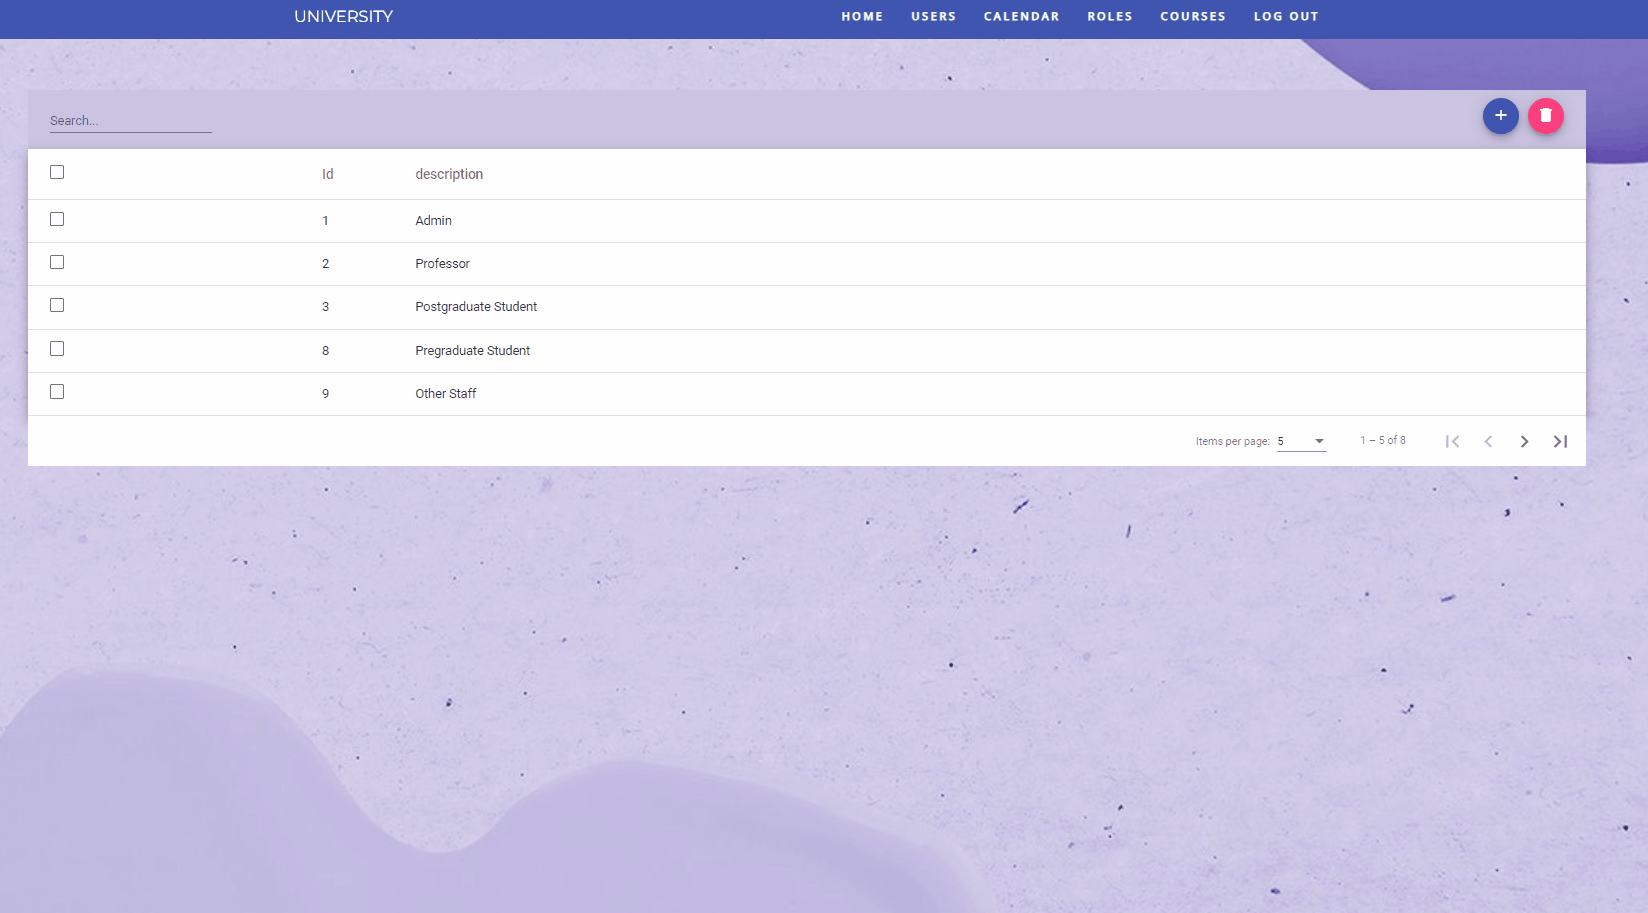 UNIVERSITY HOME USERS CALENDAR ROLES COURSES LOG OUT
Search...
Id description
1 Admin
2 Professor
3 Postgraduate Student
8 Pregraduate Student
9 Other Staff
Items per page: 5 1 – 5 of 8